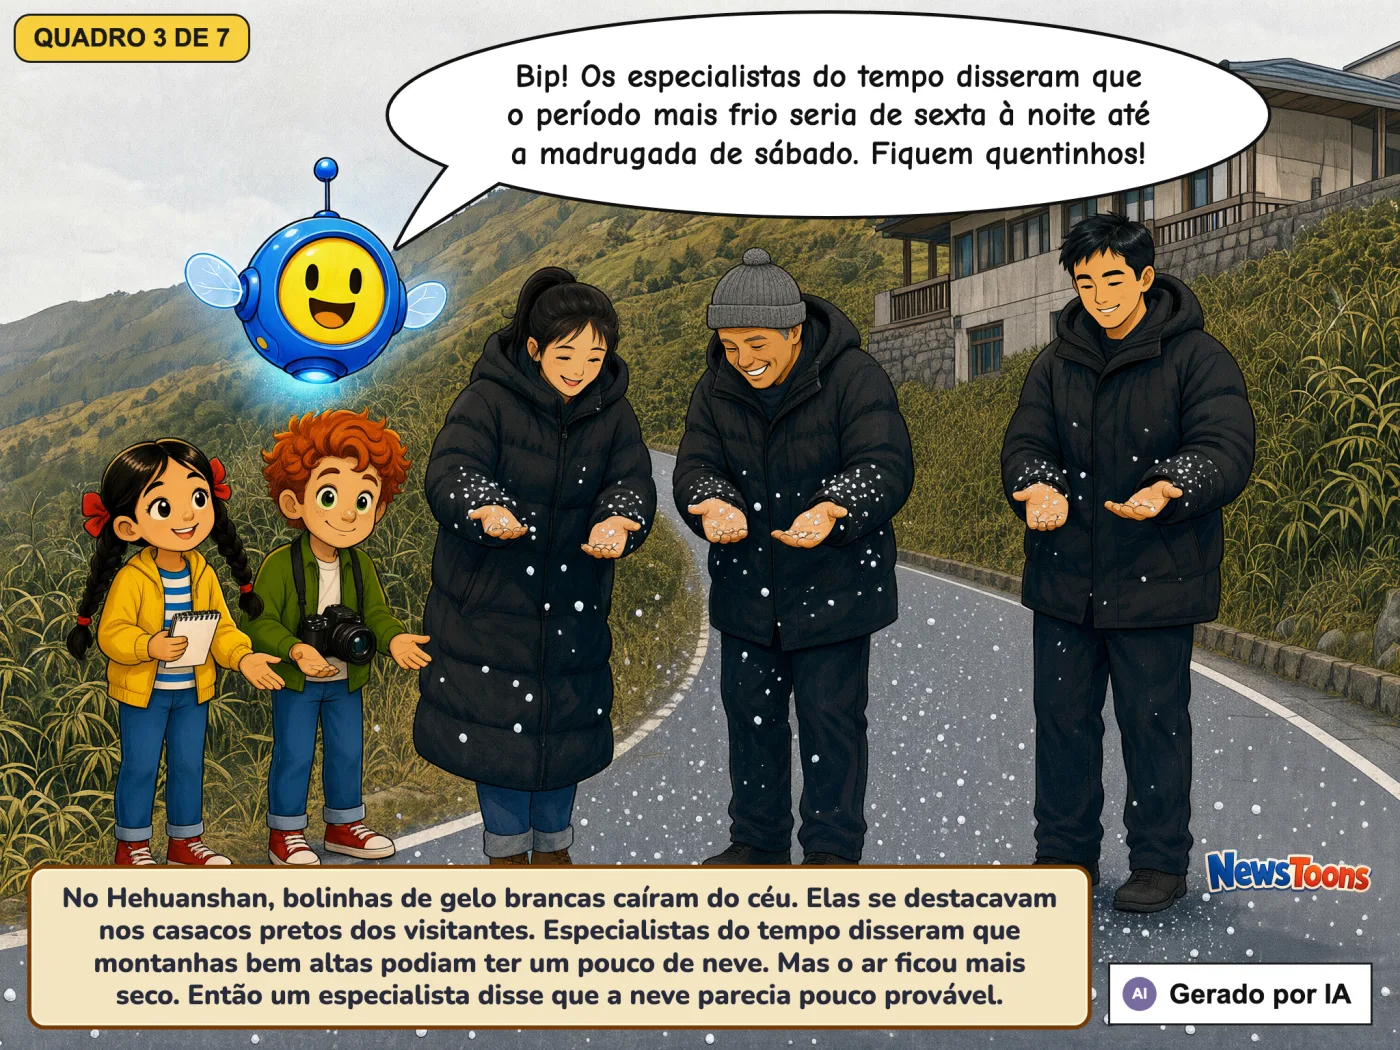 QUADRO 3 DE 7
Bip! Os especialistas do tempo disseram que
o período mais frio seria de sexta à noite até
a madrugada de sábado. Fiquem quentinhos!
No Hehuanshan, bolinhas de gelo brancas caíram do céu. Elas se destacavam
nos casacos pretos dos visitantes. Especialistas do tempo disseram que
montanhas bem altas podiam ter um pouco de neve. Mas o ar ficou mais
seco. Então um especialista disse que a neve parecia pouco provável.
NewsToons
AI Gerado por IA